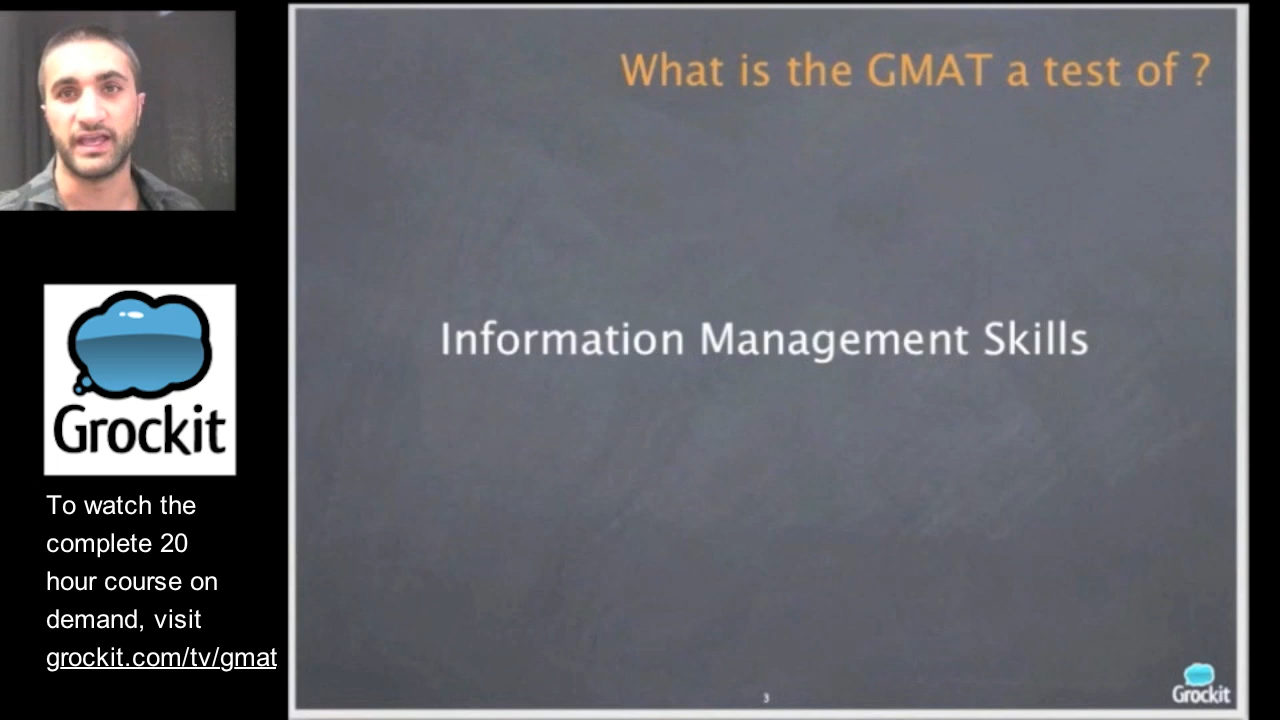 What is the GMAT a test of ?
Information Management Skills
Grockit
To watch the
complete 20
hour course on
demand, visit
grockit.com/tv/gmat
3
Grockit